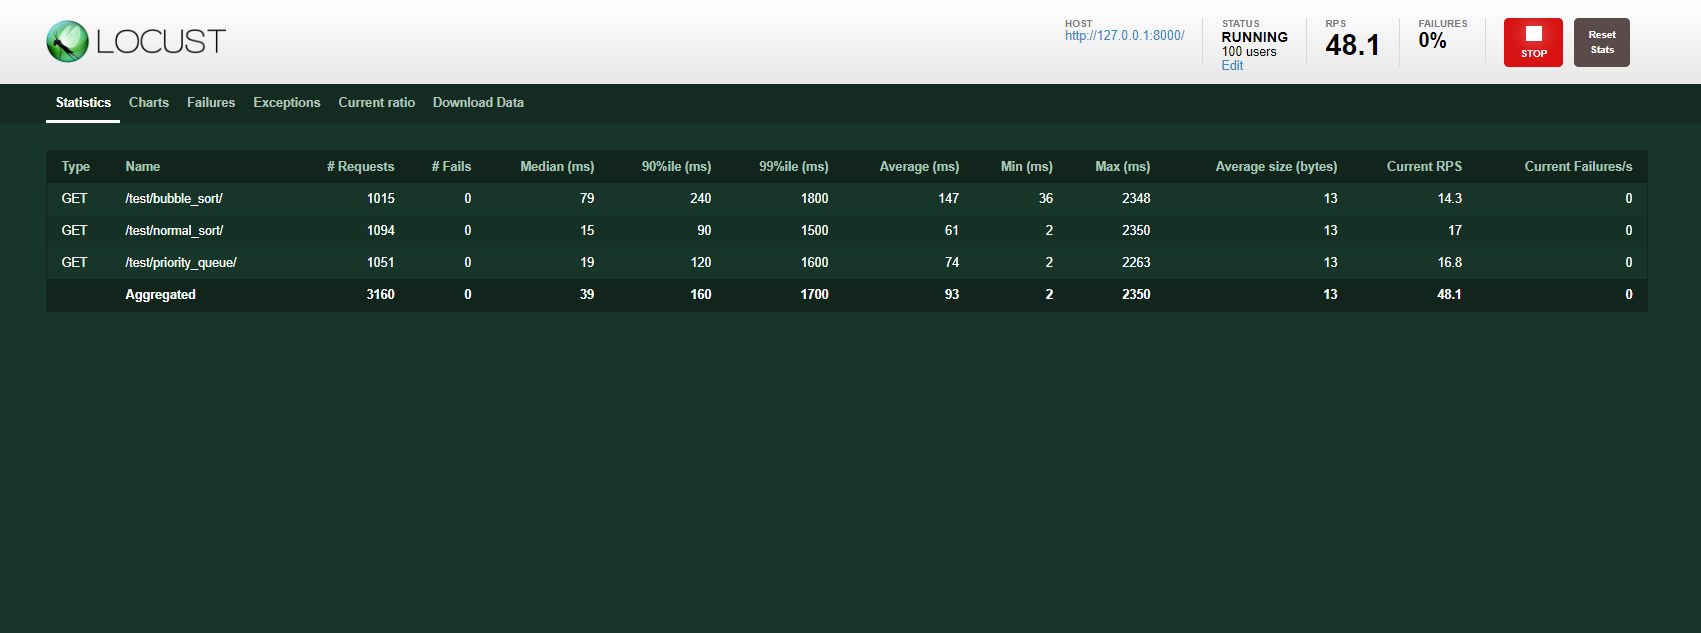 LOCUST
HOST
http://127.0.0.1:8000/
STATUS
RUNNING
100 users
Edit
RPS
48.1
FAILURES
0%
STOP
Reset
Stats
Statistics Charts Failures Exceptions Current ratio Download Data
Type Name # Requests # Fails Median (ms) 90%ile (ms) 99%ile (ms) Average (ms) Min (ms) Max (ms) Average size (bytes) Current RPS Current Failures/s
GET /test/bubble_sort/ 1015 0 79 240 1800 147 36 2348 13 14.3 0
GET /test/normal_sort/ 1094 0 15 90 1500 61 2 2350 13 17 0
GET /test/priority_queue/ 1051 0 19 120 1600 74 2 2263 13 16.8 0
Aggregated 3160 0 39 160 1700 93 2 2350 13 48.1 0